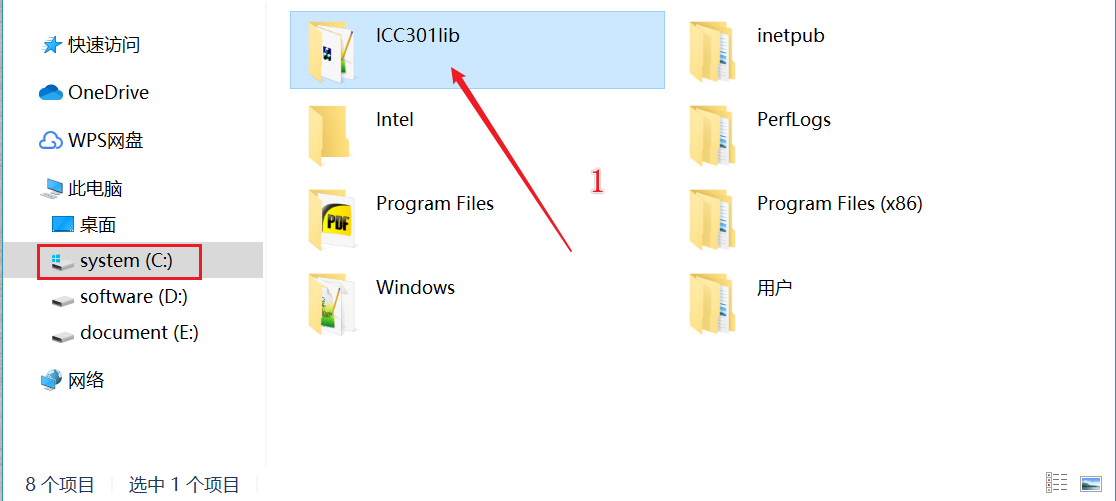 快速访问
OneDrive
WPS网盘
此电脑
桌面
system (C:)
software (D:)
document (E:)
网络
ICC301lib
inetpub
Intel
PerfLogs
1
Program Files
PDF
Program Files (x86)
Windows
用户
8 个项目
选中 1 个项目